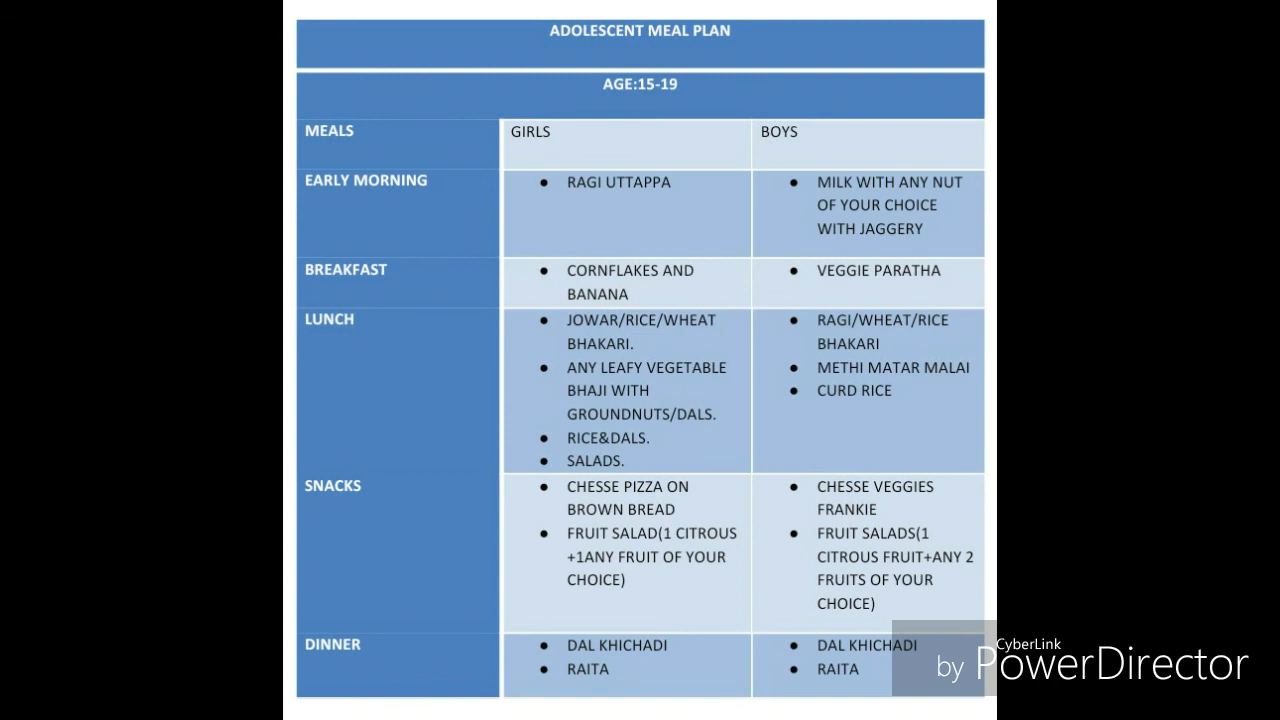 ADOLESCENT MEAL PLAN
AGE:15-19
MEALS
GIRLS
BOYS
EARLY MORNING
● RAGI UTTAPPA
● MILK WITH ANY NUT
OF YOUR CHOICE
WITH JAGGERY
BREAKFAST
● CORNFLAKES AND
BANANA
● VEGGIE PARATHA
LUNCH
● JOWAR/RICE/WHEAT
BHAKARI.
● ANY LEAFY VEGETABLE
BHAJI WITH
GROUNDNUTS/DALS.
● RICE&DALS.
● SALADS.
● RAGI/WHEAT/RICE
BHAKARI
● METHI MATAR MALAI
● CURD RICE
SNACKS
● CHESSE PIZZA ON
BROWN BREAD
● FRUIT SALAD(1 CITROUS
+1ANY FRUIT OF YOUR
CHOICE)
● CHESSE VEGGIES
FRANKIE
● FRUIT SALADS(1
CITROUS FRUIT+ANY 2
FRUITS OF YOUR
CHOICE)
DINNER
● DAL KHICHADI
● RAITA
● DAL KHICHADI
● RAITA
CyberLink
by PowerDirector